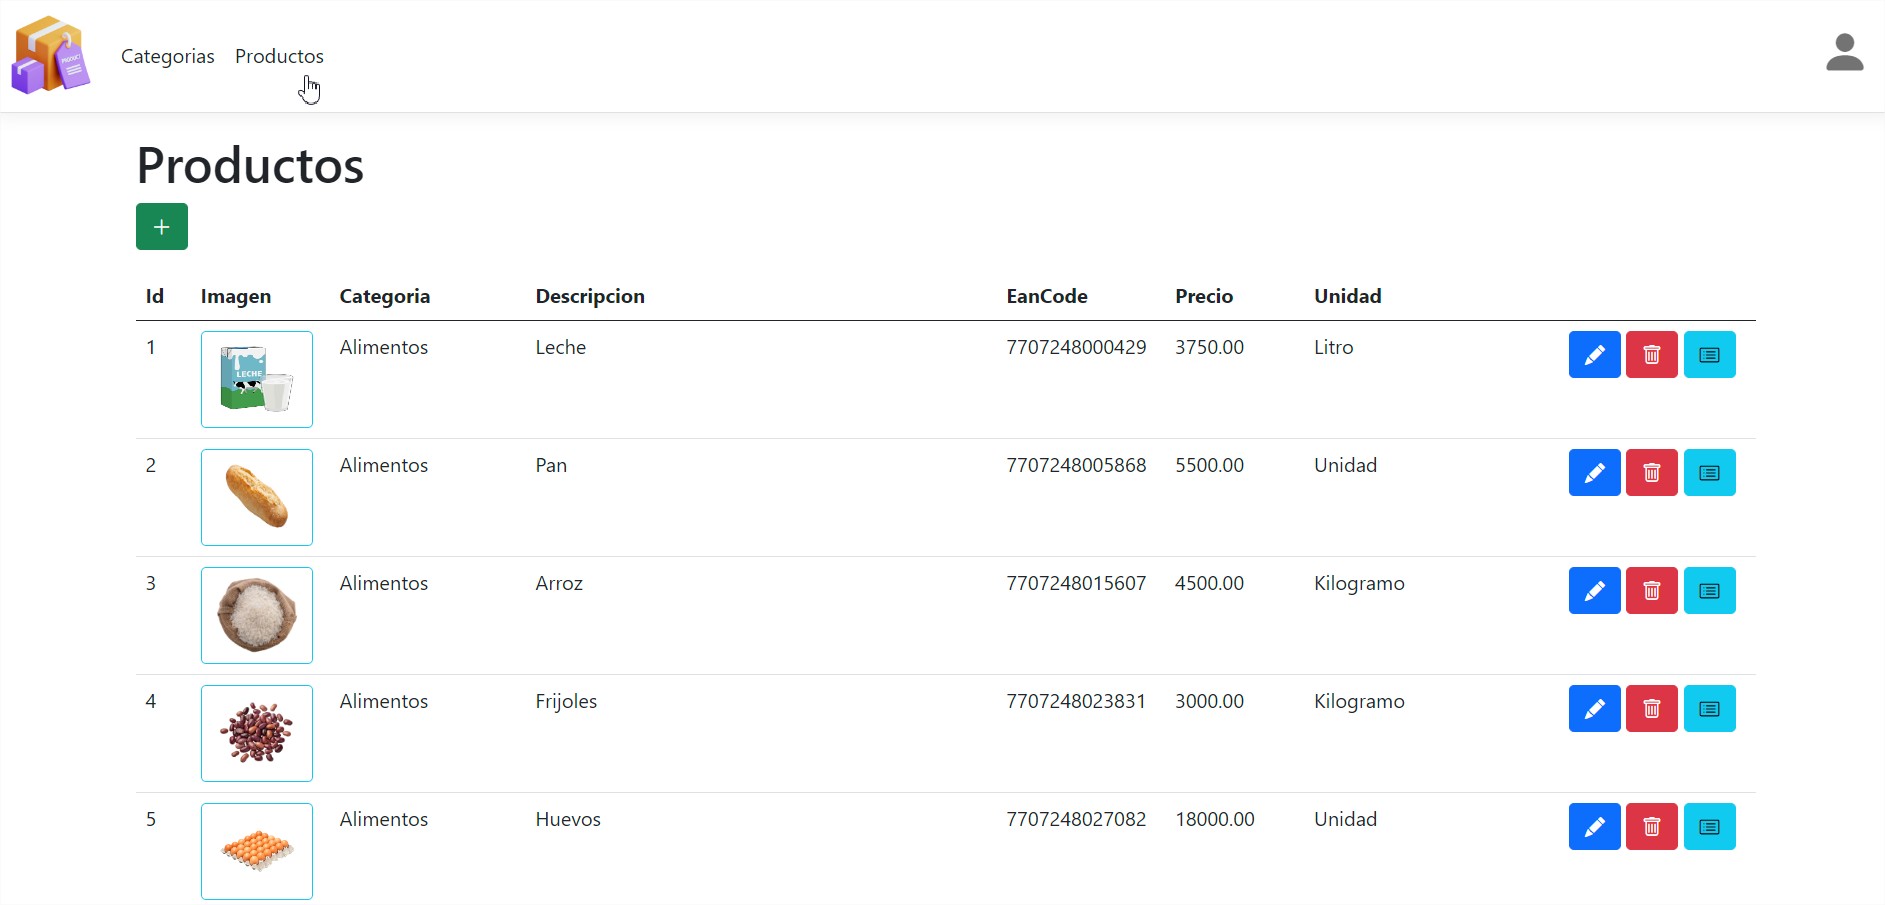 PRODUCT
Categorias Productos
Productos
+
Id Imagen Categoria Descripcion EanCode Precio Unidad
1 LECHE Alimentos Leche 7707248000429 3750.00 Litro
2 Alimentos Pan 7707248005868 5500.00 Unidad
3 Alimentos Arroz 7707248015607 4500.00 Kilogramo
4 Alimentos Frijoles 7707248023831 3000.00 Kilogramo
5 Alimentos Huevos 7707248027082 18000.00 Unidad